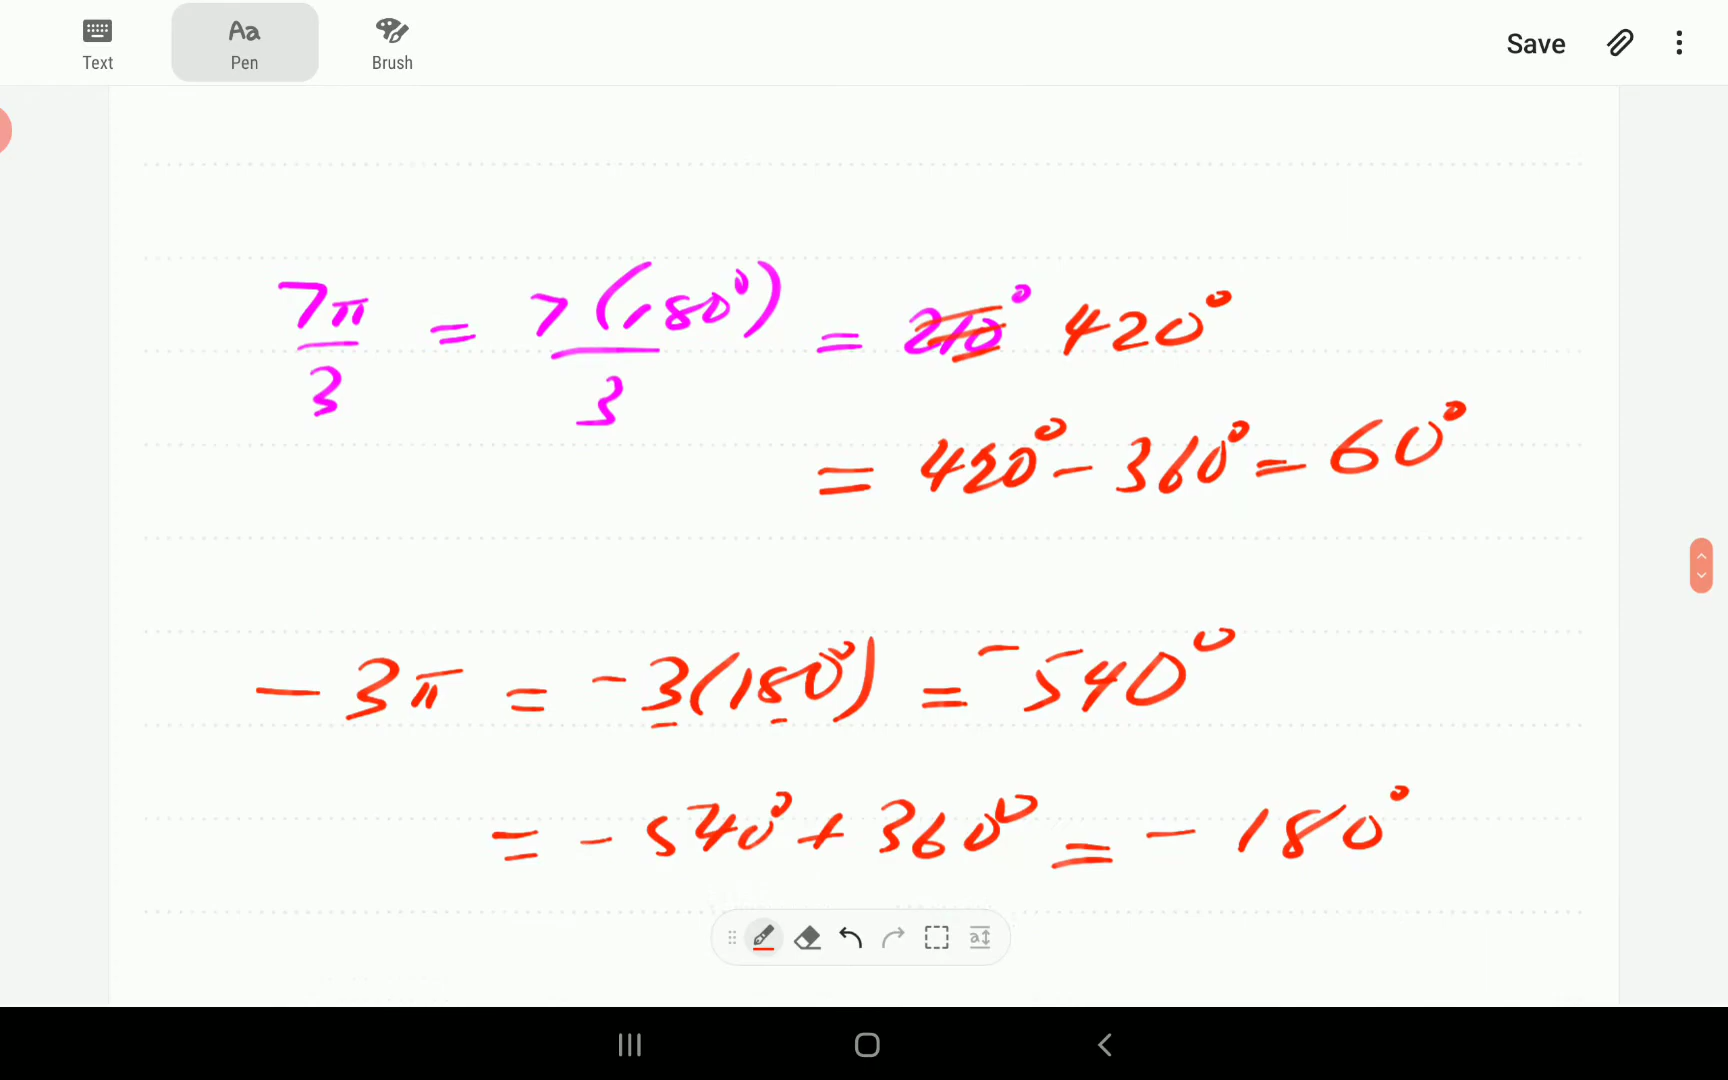 Text Pen Brush Save
7π/3 = 7(180°)/3 = 210° 420°
= 420° - 360° = 60°
- 3π = -3(180°) = -540°
= - 540° + 360° = - 180°